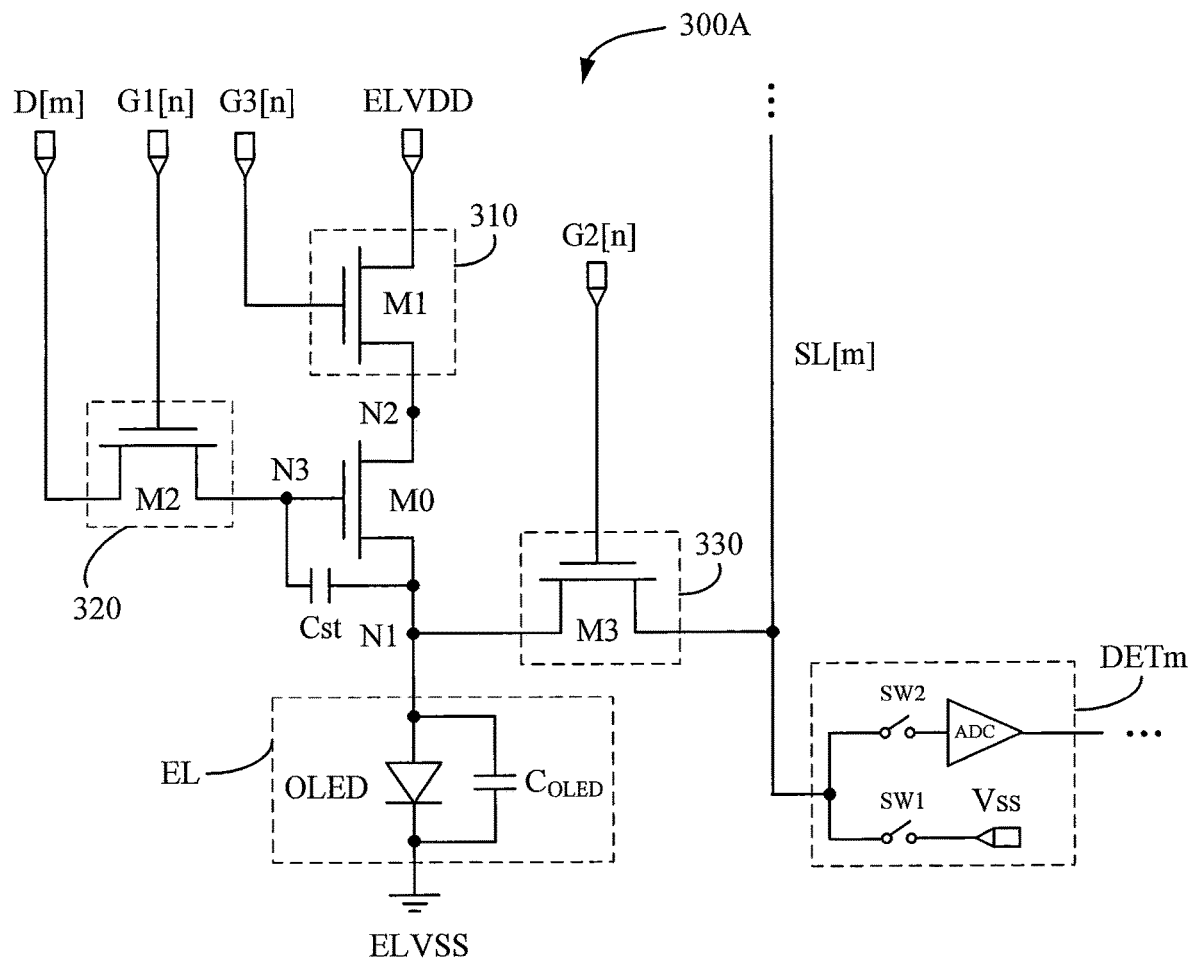 300A
D[m] G1[n] G3[n] ELVDD
310
G2[n]
M1
SL[m]
N2
N3
M2 M0
330
320
Cst
N1 M3
DETm
SW2
ADC
EL OLED COLED
SW1 Vss
ELVSS